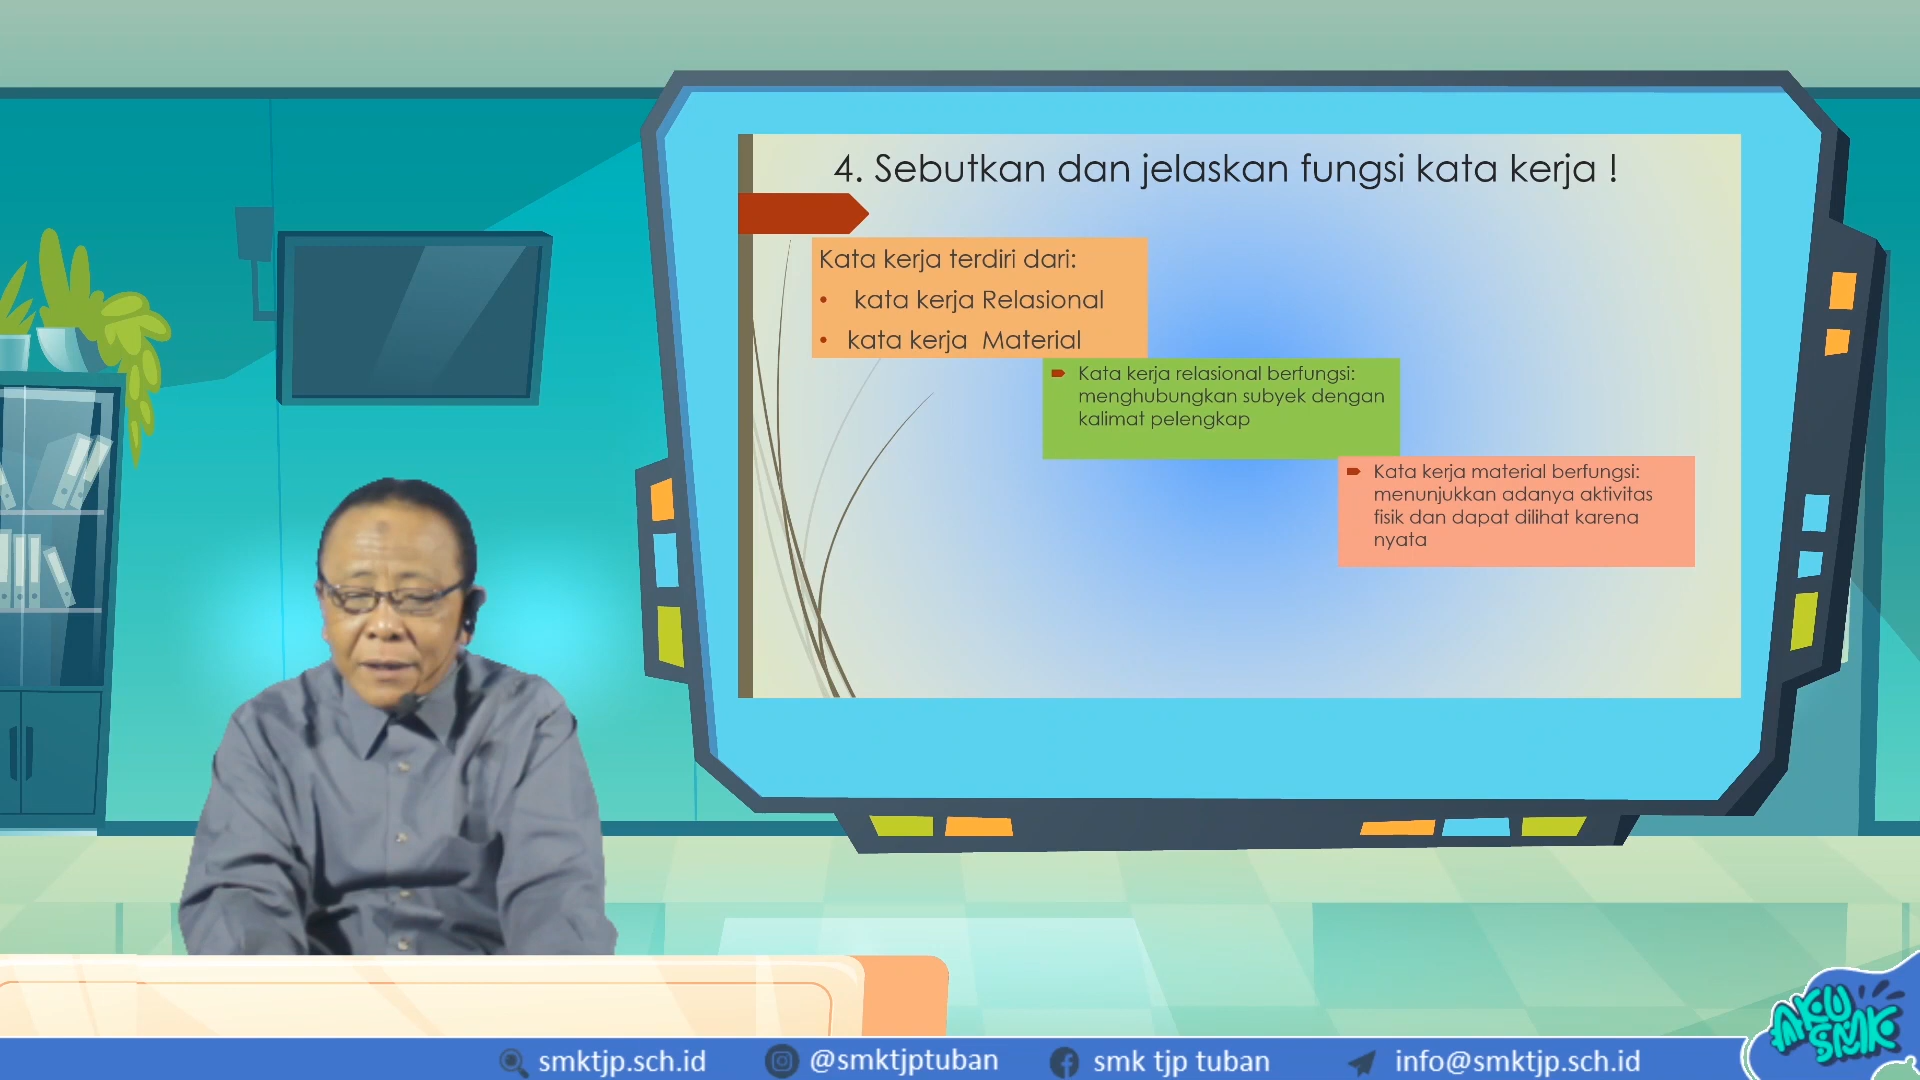 4. Sebutkan dan jelaskan fungsi kata kerja !
Kata kerja terdiri dari:
• kata kerja Relasional
• kata kerja Material
Kata kerja relasional berfungsi:
menghubungkan subyek dengan
kalimat pelengkap
Kata kerja material berfungsi:
menunjukkan adanya aktivitas
fisik dan dapat dilihat karena
nyata
AKU
SMK
smktjp.sch.id
@smktjptuban
smk tjp tuban
info@smktjp.sch.id